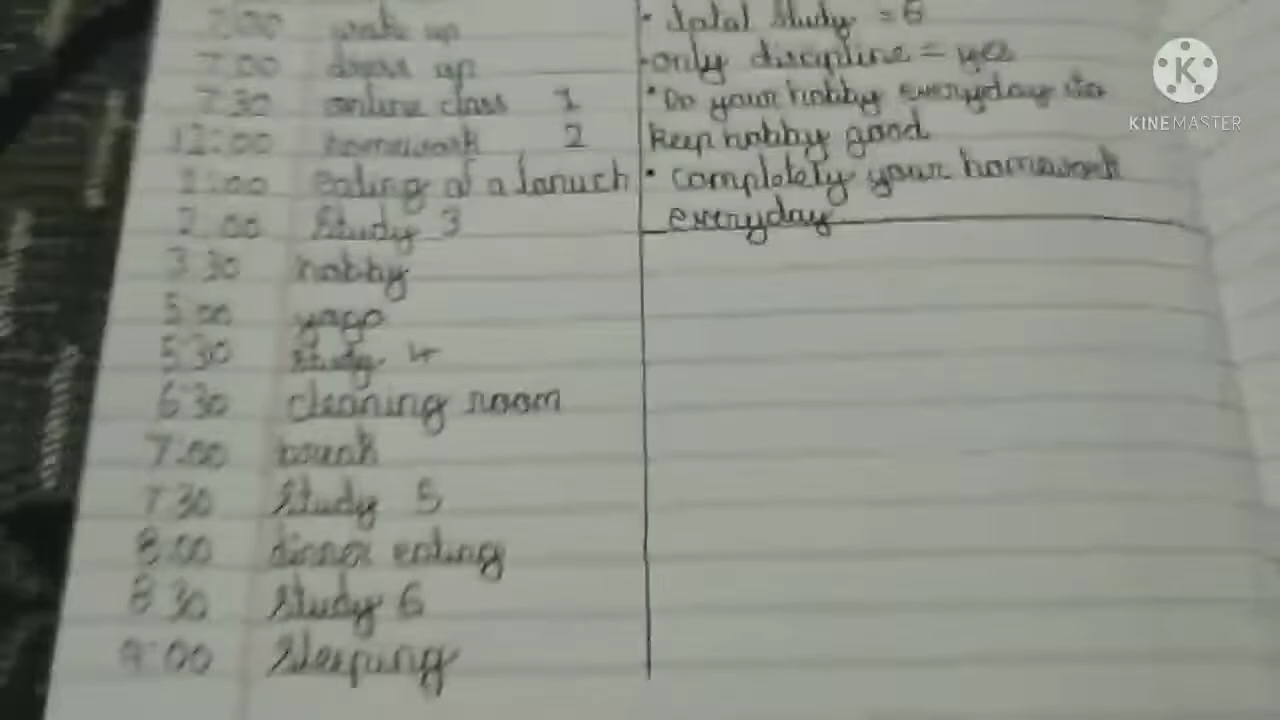 wake up
7:00 dress up
7:30 online class 1
12:00 homework 2
1:00 eating of a lanuch
2:00 Study 3
3:30 hobby
5:00 yago
5:30 Study 4
6:30 cleaning room
7:00 break
7:30 Study 5
8:00 dinner eating
8:30 Study 6
9:00 Sleeping
• Total Study = 6
•only discipline = yes
•Do your hobby everyday to
keep hobby good
• completely your homework
everyday
K
KINEMASTER